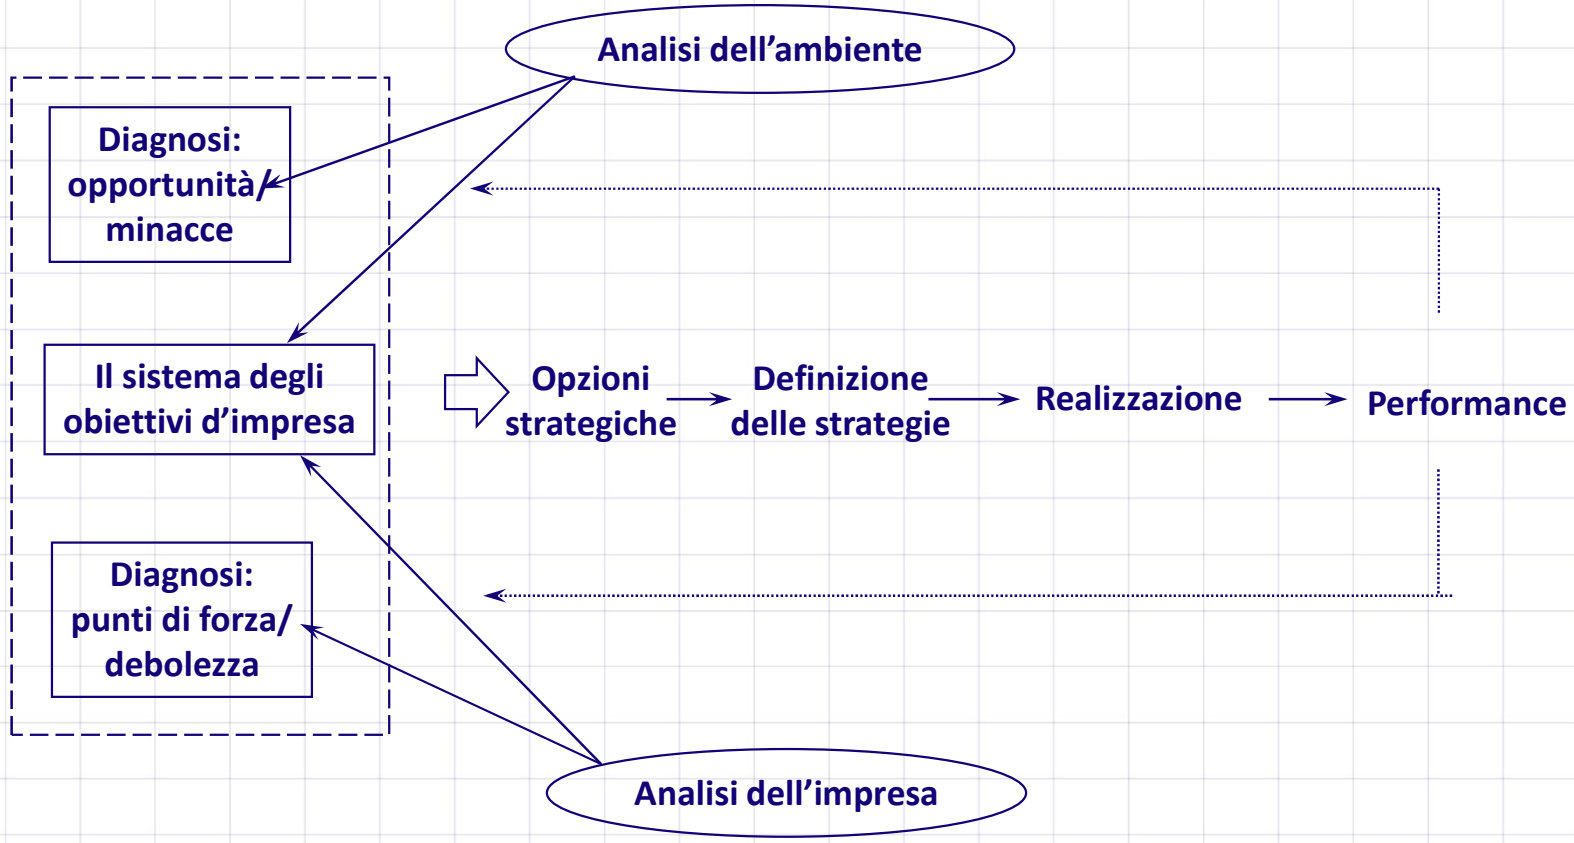 Analisi dell’ambiente
Diagnosi:
opportunità/
minacce
Il sistema degli
obiettivi d’impresa
Opzioni
strategiche
Definizione
delle strategie
Realizzazione
Performance
Diagnosi:
punti di forza/
debolezza
Analisi dell’impresa